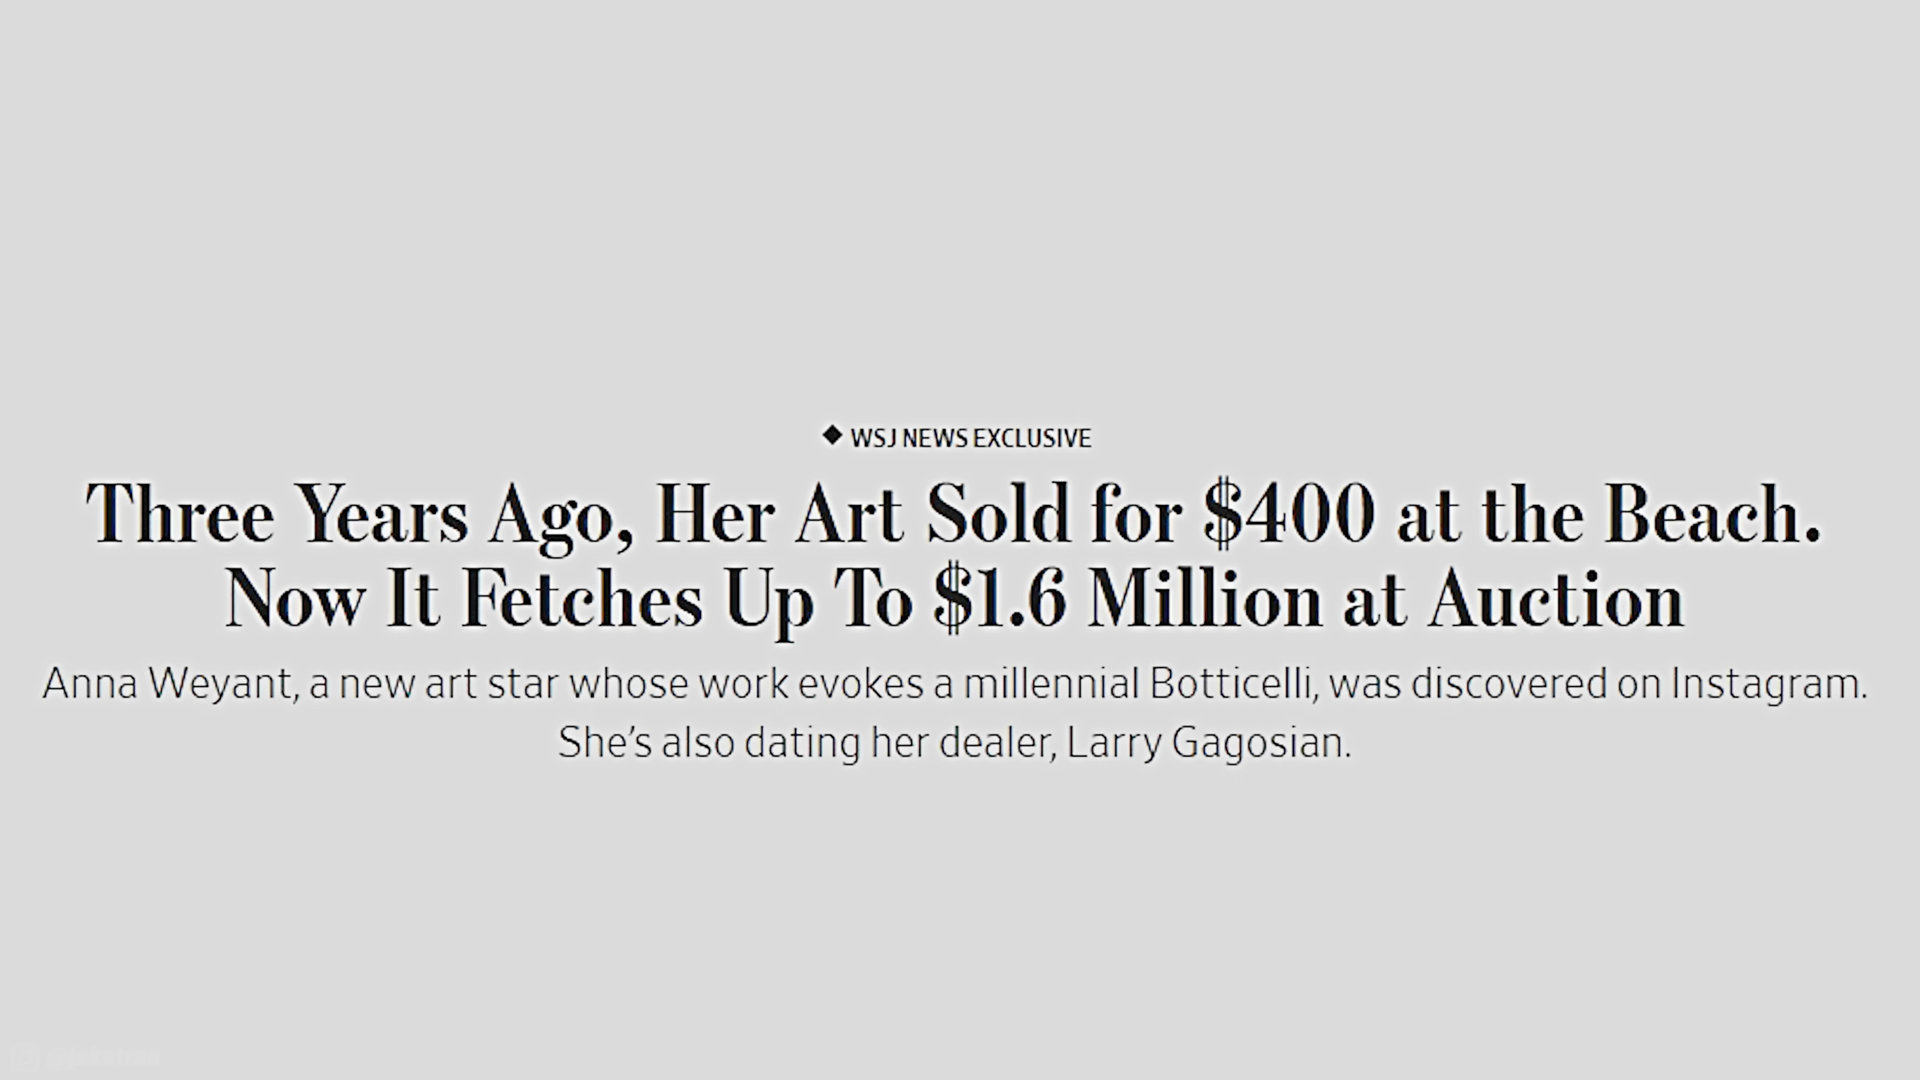 ◆ WSJ NEWS EXCLUSIVE
Three Years Ago, Her Art Sold for $400 at the Beach.
Now It Fetches Up To $1.6 Million at Auction
Anna Weyant, a new art star whose work evokes a millennial Botticelli, was discovered on Instagram.
She’s also dating her dealer, Larry Gagosian.